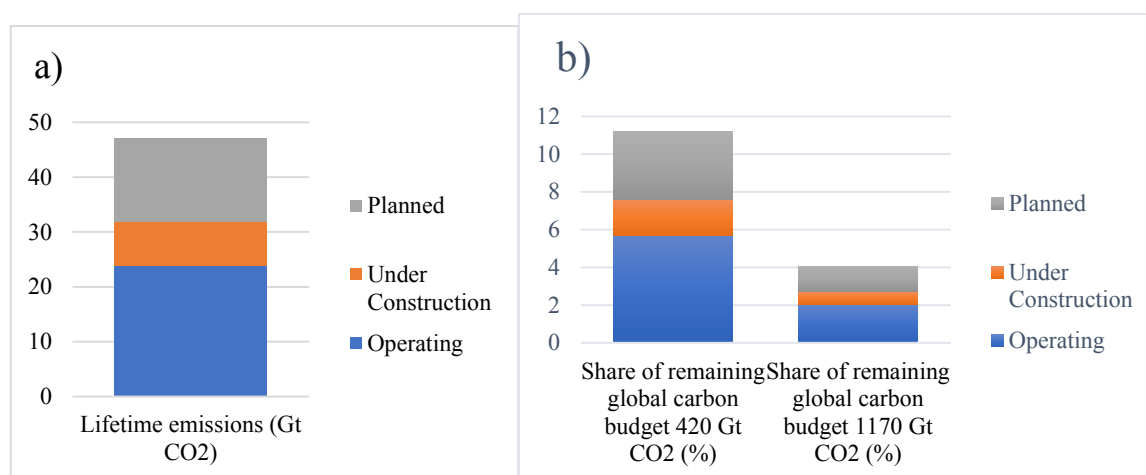 a)
50
40
30
20
10
0
Planned
Under
Construction
Operating
Lifetime emissions (Gt
CO2)
b)
12
10
8
6
4
2
0
Planned
Under
Construction
Operating
Share of remaining
global carbon
budget 420 Gt
CO2 (%)
Share of remaining
global carbon
budget 1170 Gt
CO2 (%)